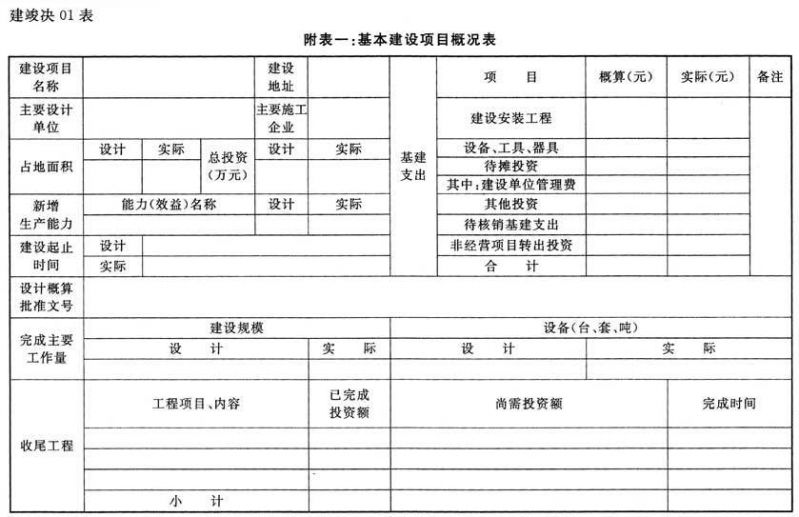 建竣决 01 表
附表一:基本建设项目概况表
建设项目
名称
建设
地址
基建
支出
项 目
概算(元)
实际(元)
备注
主要设计
单位
主要施工
企业
建设安装工程
占地面积
设计
实际
总投资
(万元)
设计
实际
设备、工具、器具
待摊投资
其中:建设单位管理费
新增
生产能力
能力(效益)名称
设计
实际
其他投资
待核销基建支出
建设起止
时间
设计
实际
非经营项目转出投资
合 计
设计概算
批准文号
完成主要
工作量
建设规模
设备(台、套、吨)
设 计
实 际
设 计
实 际
收尾工程
工程项目、内容
已完成
投资额
尚需投资额
完成时间
小 计